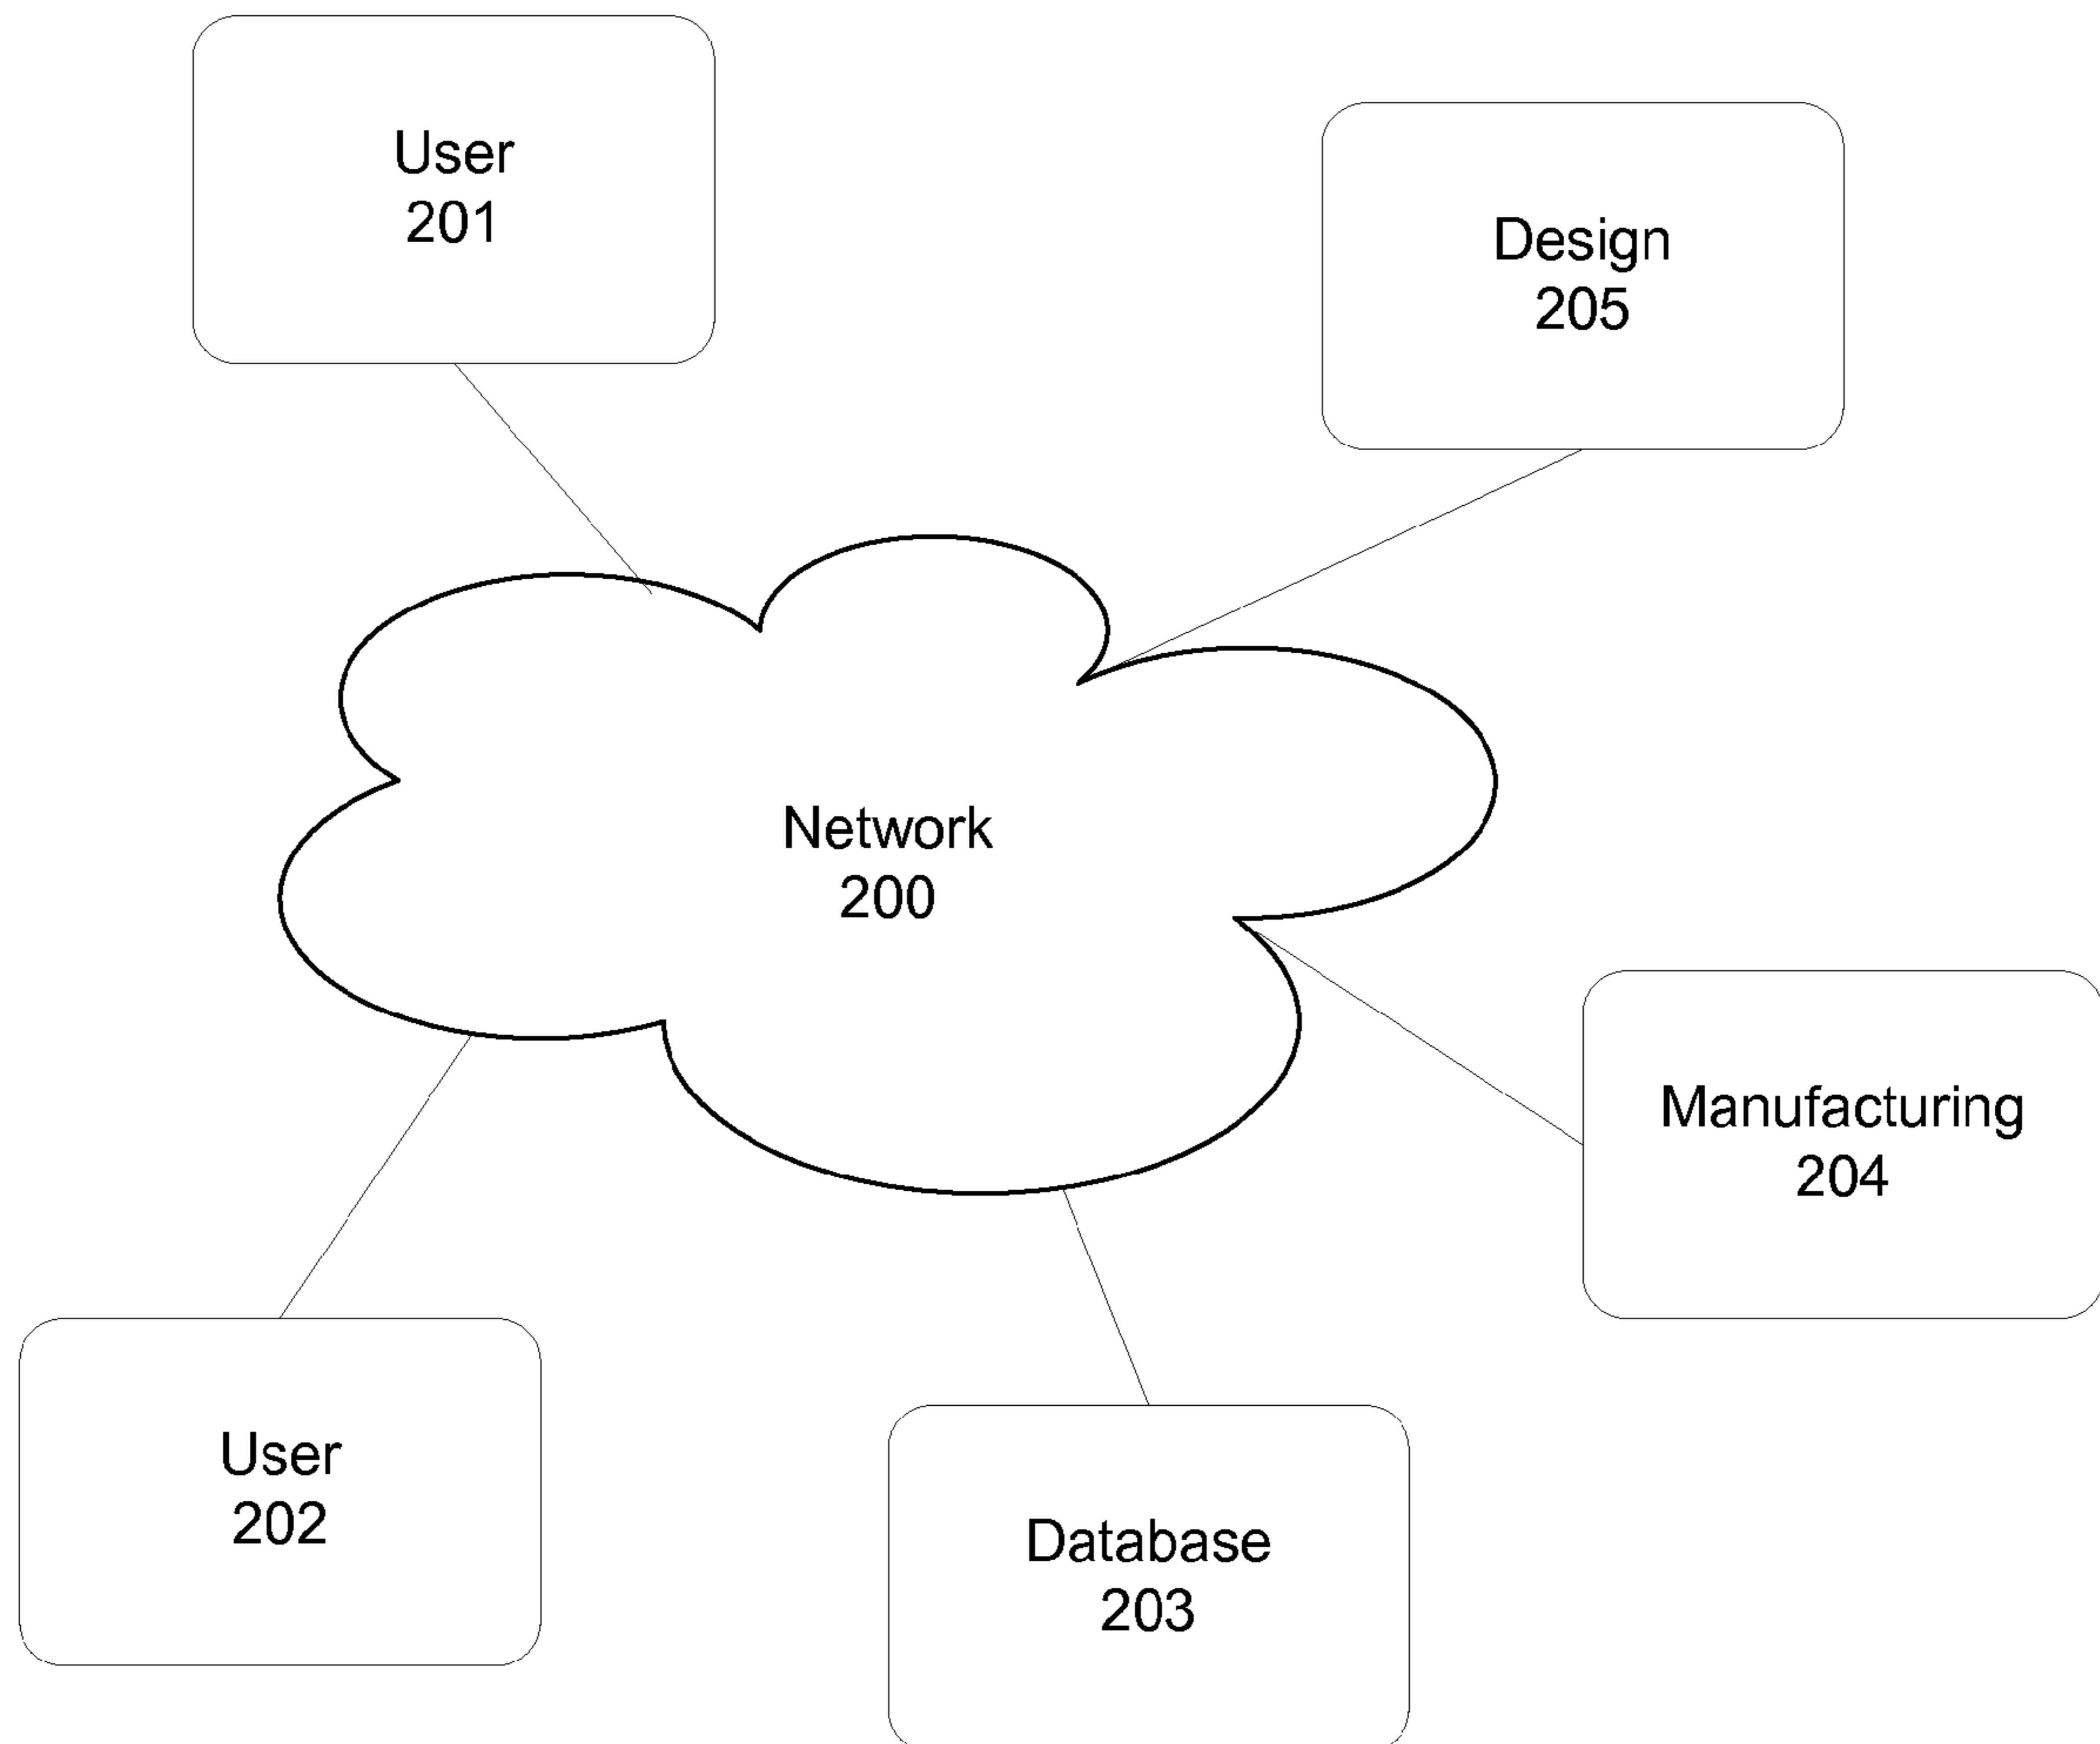 User
201
Design
205
Network
200
Manufacturing
204
User
202
Database
203